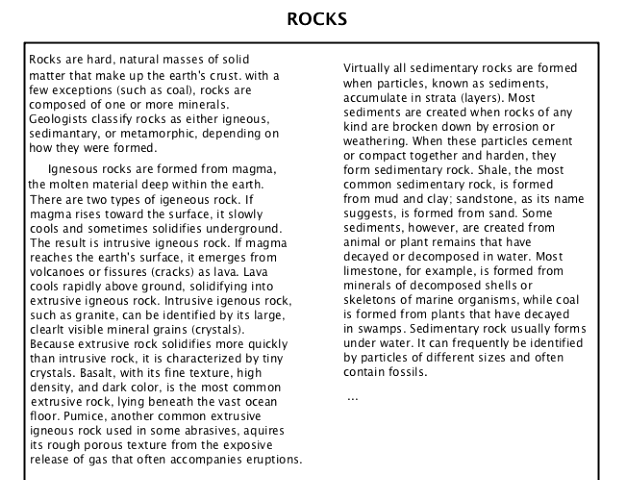 ROCKS
Rocks are hard, natural masses of solid
matter that make up the earth's crust. with a
few exceptions (such as coal), rocks are
composed of one or more minerals.
Geologists classify rocks as either igneous,
sedimantary, or metamorphic, depending on
how they were formed.
Ignesous rocks are formed from magma,
the molten material deep within the earth.
There are two types of igeneous rock. If
magma rises toward the surface, it slowly
cools and sometimes solidifies underground.
The result is intrusive igneous rock. If magma
reaches the earth's surface, it emerges from
volcanoes or fissures (cracks) as lava. Lava
cools rapidly above ground, solidifying into
extrusive igneous rock. Intrusive igenous rock,
such as granite, can be identified by its large,
clearlt visible mineral grains (crystals).
Because extrusive rock solidifies more quickly
than intrusive rock, it is characterized by tiny
crystals. Basalt, with its fine texture, high
density, and dark color, is the most common
extrusive rock, lying beneath the vast ocean
floor. Pumice, another common extrusive
igneous rock used in some abrasives, aquires
its rough porous texture from the exposive
release of gas that often accompanies eruptions.
Virtually all sedimentary rocks are formed
when particles, known as sediments,
accumulate in strata (layers). Most
sediments are created when rocks of any
kind are brocken down by errosion or
weathering. When these particles cement
or compact together and harden, they
form sedimentary rock. Shale, the most
common sedimentary rock, is formed
from mud and clay; sandstone, as its name
suggests, is formed from sand. Some
sediments, however, are created from
animal or plant remains that have
decayed or decomposed in water. Most
limestone, for example, is formed from
minerals of decomposed shells or
skeletons of marine organisms, while coal
is formed from plants that have decayed
in swamps. Sedimentary rock usually forms
under water. It can frequently be identified
by particles of different sizes and often
contain fossils.
...